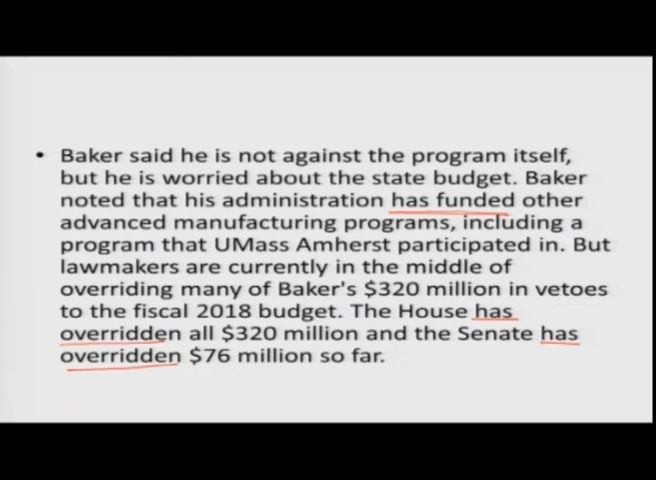 • Baker said he is not against the program itself,
but he is worried about the state budget. Baker
noted that his administration has funded other
advanced manufacturing programs, including a
program that UMass Amherst participated in. But
lawmakers are currently in the middle of
overriding many of Baker's $320 million in vetoes
to the fiscal 2018 budget. The House has
overridden all $320 million and the Senate has
overridden $76 million so far.